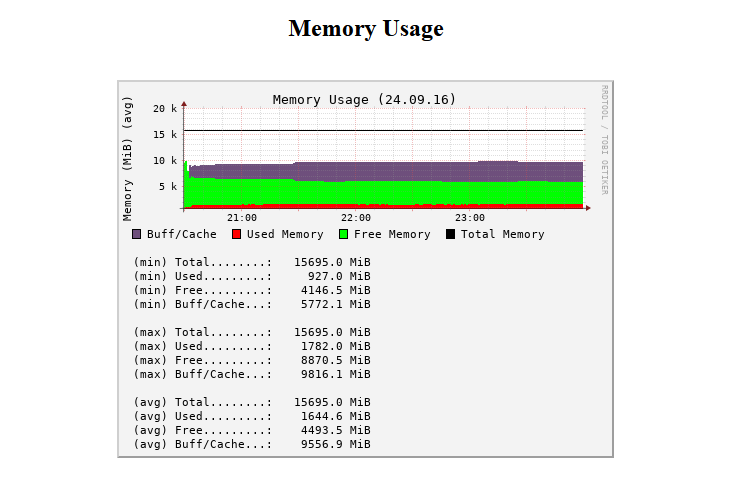 Memory Usage
Memory Usage (24.09.16)
RRDTOOL / TOBI OETIKER
Memory (MiB) (avg)
20 k
15 k
10 k
5 k
21:00 22:00 23:00
Buff/Cache Used Memory Free Memory Total Memory
(min) Total........: 15695.0 MiB
(min) Used.........: 927.0 MiB
(min) Free.........: 4146.5 MiB
(min) Buff/Cache...: 5772.1 MiB
(max) Total........: 15695.0 MiB
(max) Used.........: 1782.0 MiB
(max) Free.........: 8870.5 MiB
(max) Buff/Cache...: 9816.1 MiB
(avg) Total........: 15695.0 MiB
(avg) Used.........: 1644.6 MiB
(avg) Free.........: 4493.5 MiB
(avg) Buff/Cache...: 9556.9 MiB